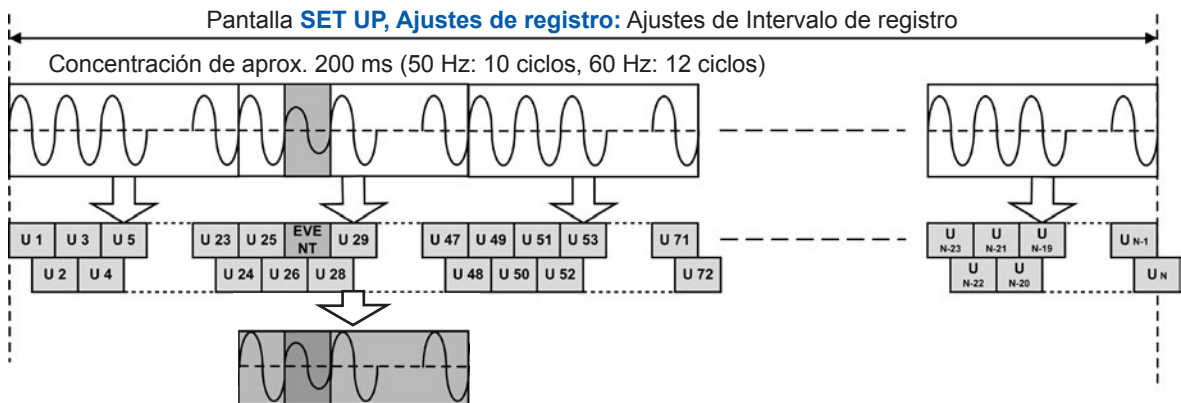 Pantalla SET UP, Ajustes de registro: Ajustes de Intervalo de registro
Concentración de aprox. 200 ms (50 Hz: 10 ciclos, 60 Hz: 12 ciclos)
U 1 U 3 U 5 U 23 U 25 EVE NT U 29 U 47 U 49 U 51 U 53 U 71 U N-23 U N-21 U N-19 U N-1
U 2 U 4 U 24 U 26 U 28 U 48 U 50 U 52 U 72 U N-22 U N-20 U N